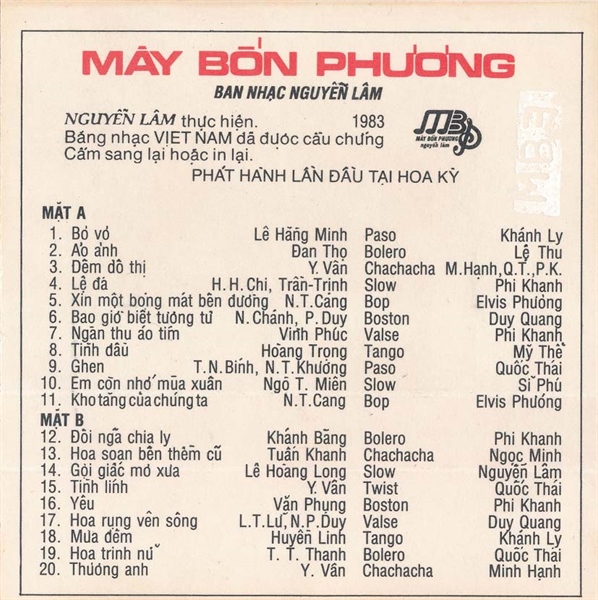 MÂY BỐN PHƯƠNG
BAN NHẠC NGUYỄN LÂM
NGUYỄN LÂM thực hiện. 1983
Băng nhạc VIỆT NAM đã được cầu chứng
Cấm sang lại hoặc in lại.
MB
MÂY BỐN PHƯƠNG
nguyễn lâm
PHÁT HÀNH LẦN ĐẦU TẠI HOA KỲ
MẶT A
1. Bơ vơ Lê Hằng Minh Paso Khánh Ly
2. Ảo ảnh Đan Thọ Bolero Lệ Thu
3. Đêm đô thị Y. Vân Chachacha M.Hạnh,Q.T.,P.K.
4. Lệ đá H.H.Chi, Trần-Trịnh Slow Phi Khanh
5. Xin một bóng mát bên đường N.T.Cang Bop Elvis Phương
6. Bao giờ biết tương tư N.Chánh, P.Duy Boston Duy Quang
7. Ngàn thu áo tím Vĩnh Phúc Valse Phi Khanh
8. Tình đầu Hoàng Trọng Tango Mỹ Thể
9. Ghen T.N.Bính, N.T.Khương Paso Quốc Thái
10. Em còn nhớ mùa xuân Ngô T. Miên Slow Sĩ Phú
11. Kho tàng của chúng ta N.T.Cang Bop Elvis Phương
MẶT B
12. Đôi ngã chia ly Khánh Băng Bolero Phi Khanh
13. Hoa soan bên thềm cũ Tuấn Khanh Chachacha Ngọc Minh
14. Gọi giấc mơ xưa Lê Hoàng Long Slow Nguyễn Lâm
15. Tinh linh Y. Vân Twist Quốc Thái
16. Yêu Văn Phụng Boston Phi Khanh
17. Hoa rụng ven sông L.T.Lư, N.P.Duy Valse Duy Quang
18. Mưa đêm Huyền Linh Tango Khánh Ly
19. Hoa trinh nữ T. T. Thanh Bolero Quốc Thái
20. Thương anh Y. Vân Chachacha Minh Hạnh